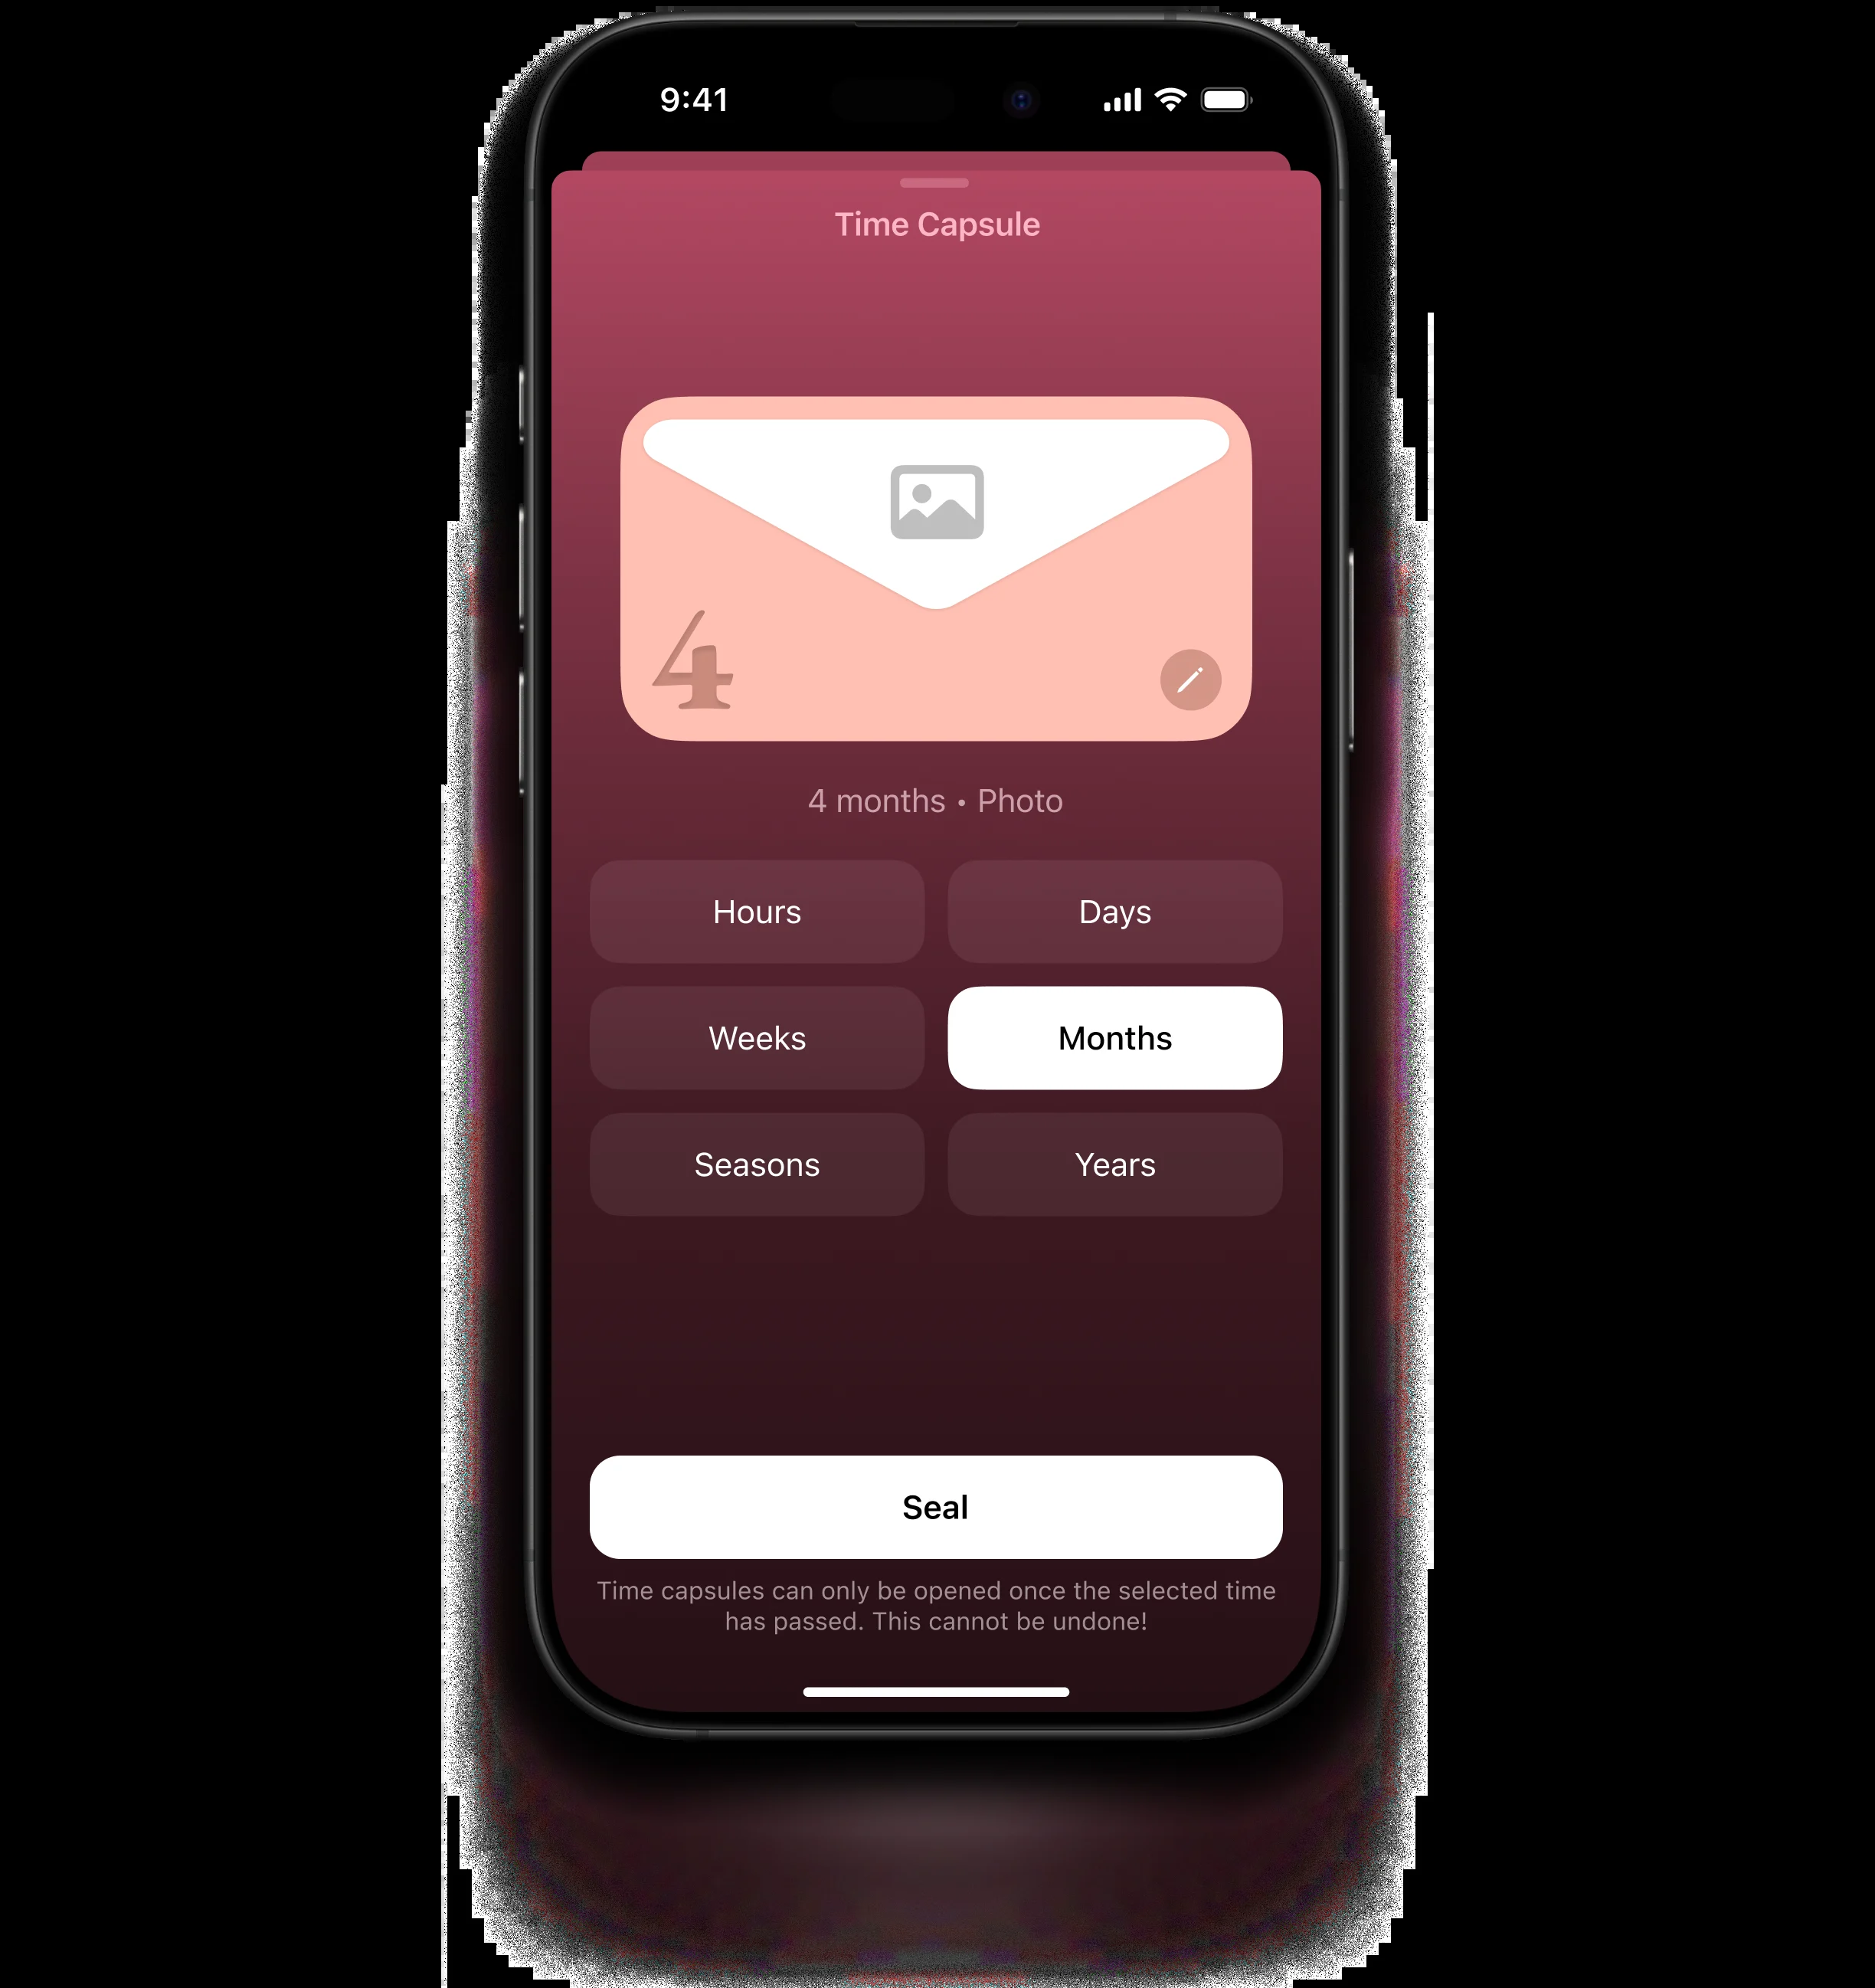 9:41
Time Capsule
4
4 months • Photo
Hours
Days
Weeks
Months
Seasons
Years
Seal
Time capsules can only be opened once the selected time
has passed. This cannot be undone!